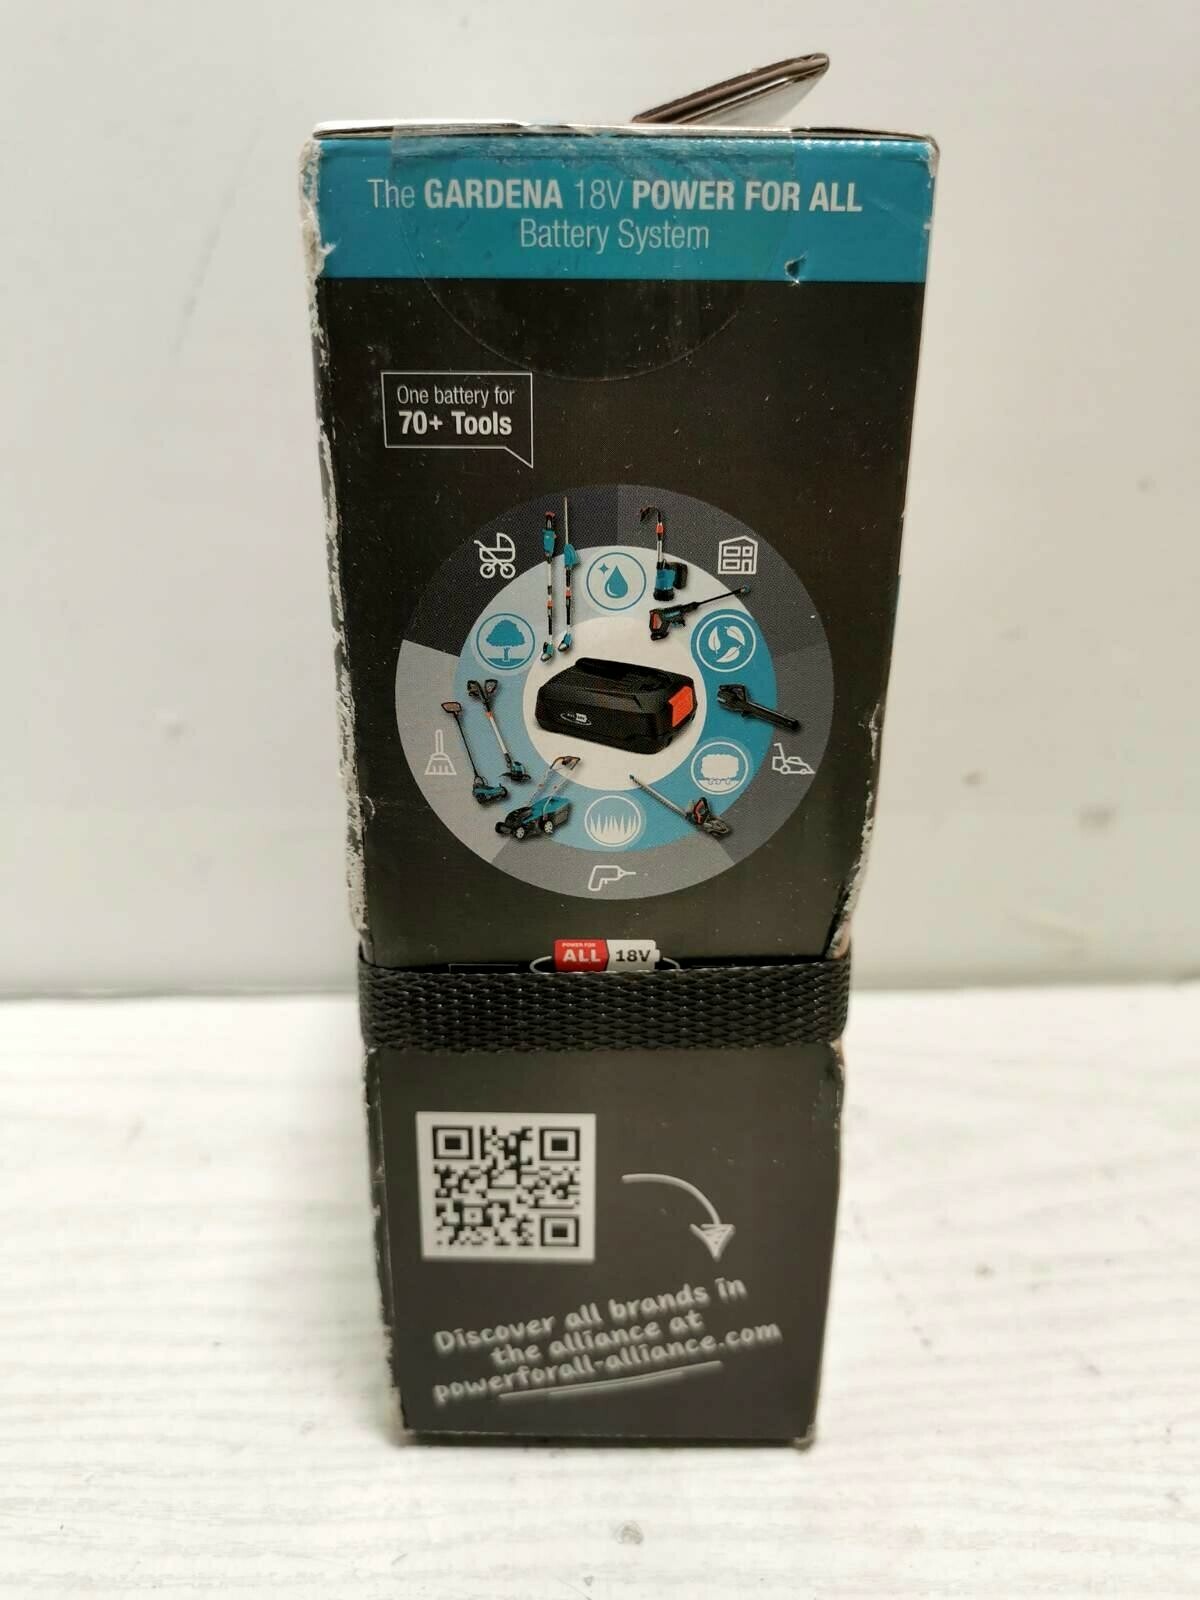 The GARDENA 18V POWER FOR ALL
Battery System
One battery for
70+ Tools
POWER FOR
ALL 18V
Discover all brands in
the alliance at
powerforall-alliance.com